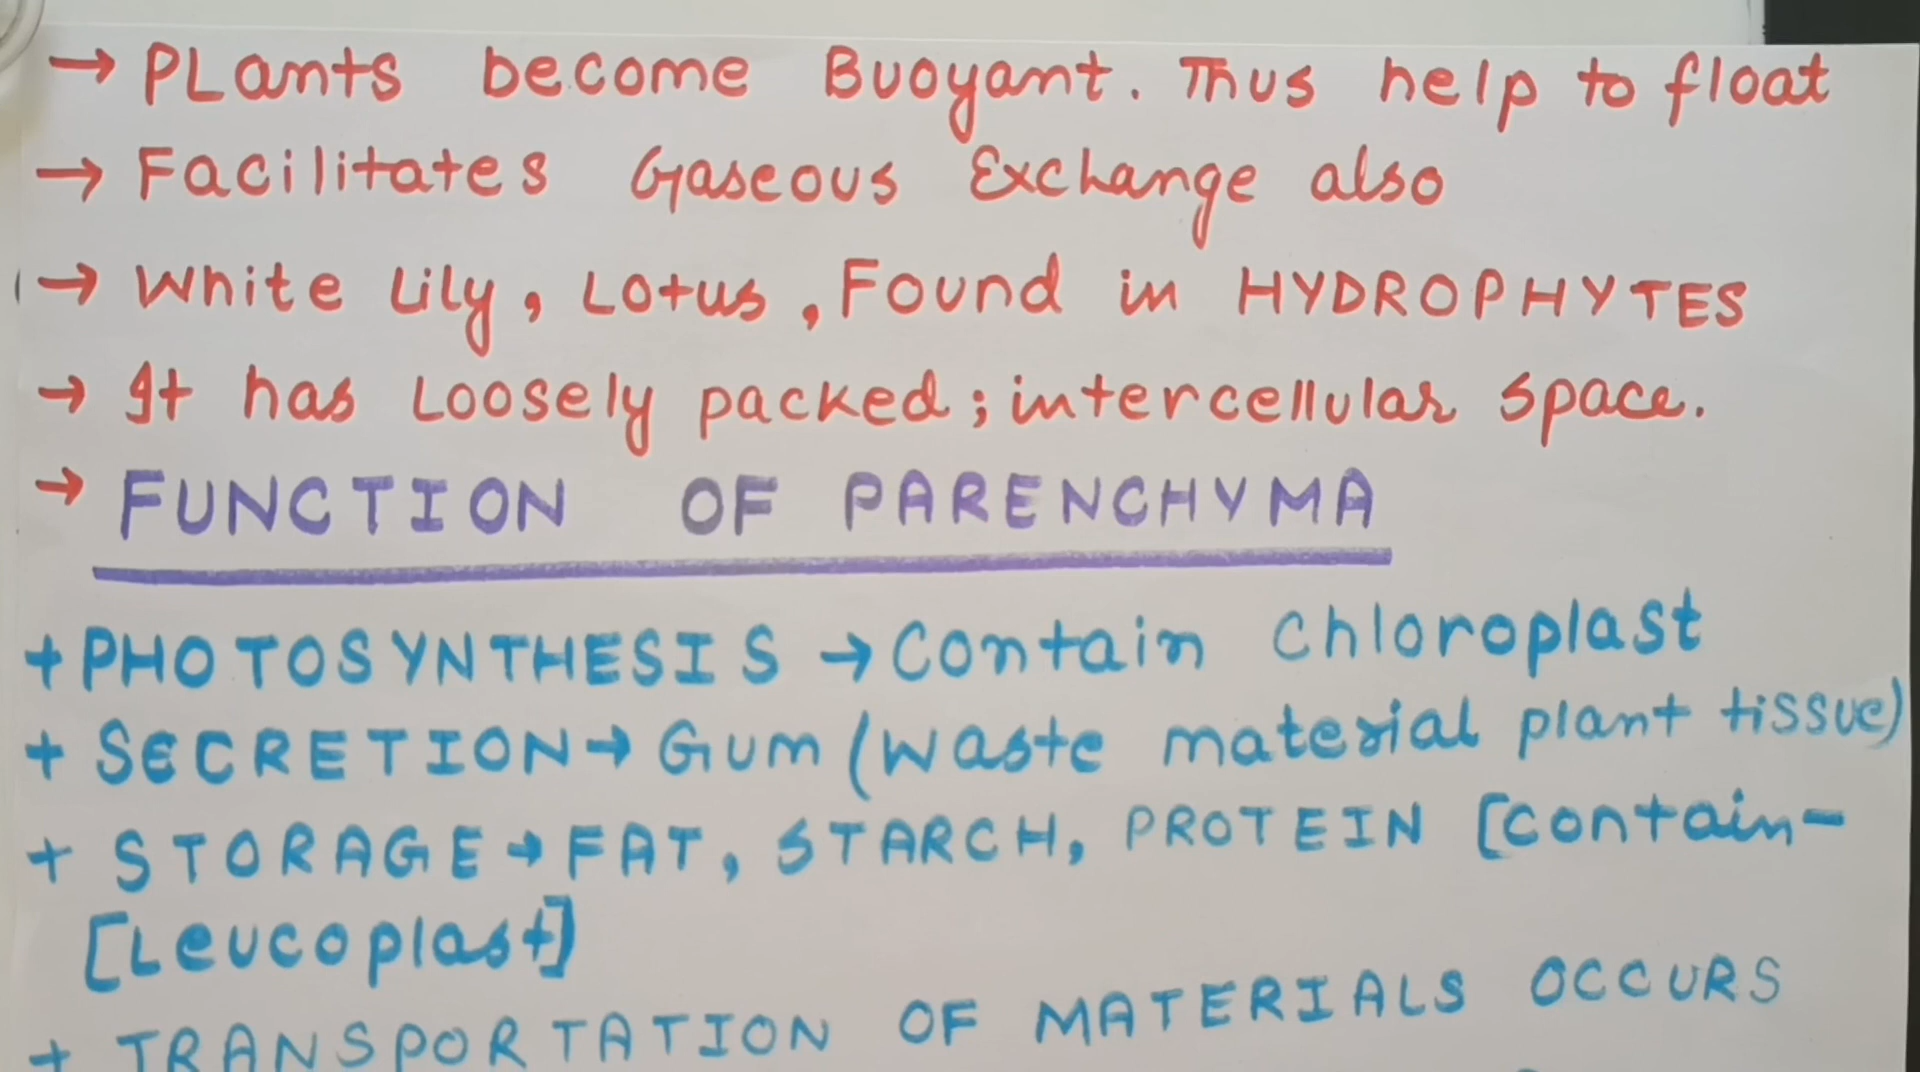 → PLants become Buoyant. Thus help to float
→ Facilitates Gaseous Exchange also
→ White Lily, Lotus, Found in HYDROPHYTES
→ It has Loosely packed; intercellular space.
→ FUNCTION OF PARENCHYMA
+ PHOTOSYNTHESIS → Contain Chloroplast
+ SECRETION → Gum (waste material plant tissue)
+ STORAGE → FAT, STARCH, PROTEIN [contain-
[Leucoplast]
+ TRANSPORTATION OF MATERIALS OCCURS